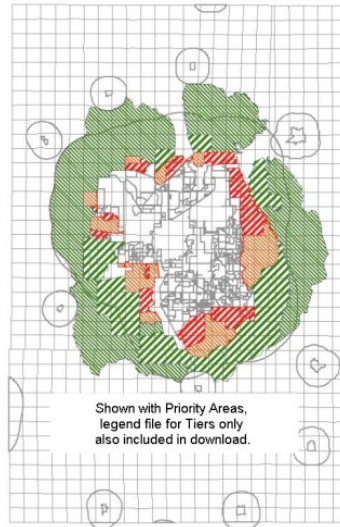 Shown with Priority Areas,
legend file for Tiers only
also included in download.